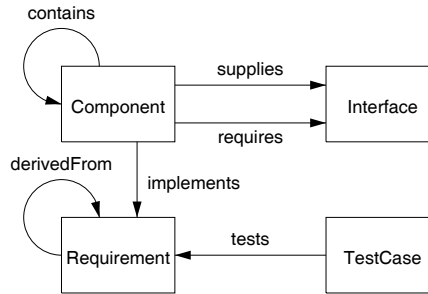 contains
supplies
Component
Interface
requires
derivedFrom
implements
tests
Requirement
TestCase